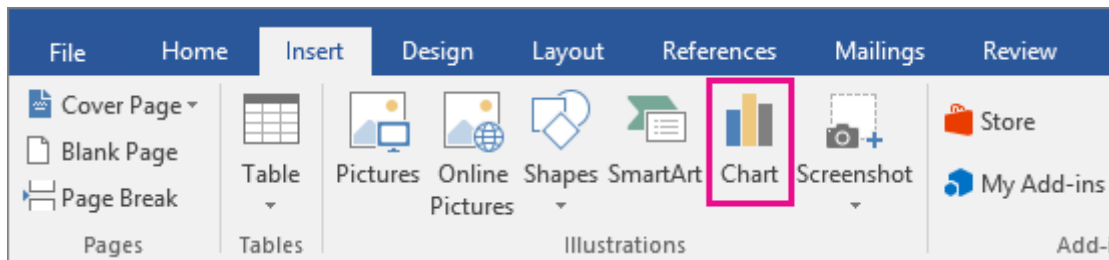 File Home Insert Design Layout References Mailings Review
Cover Page
Blank Page
Page Break
Pages
Table
Tables
Pictures
Online
Pictures
Shapes
SmartArt
Chart
Screenshot
Illustrations
Store
My Add-ins
Add-i